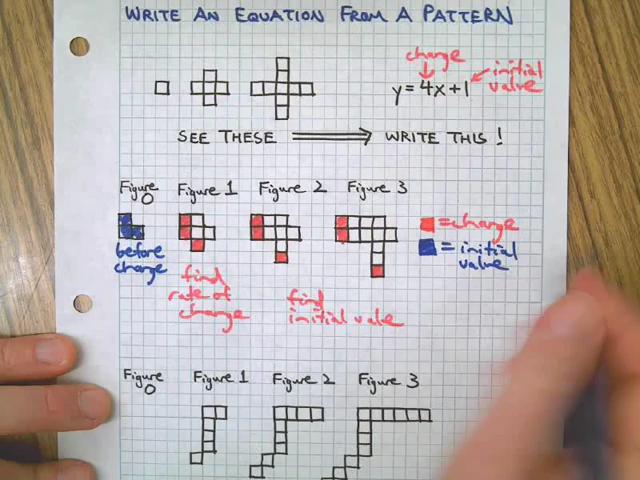 WRITE AN EQUATION FROM A PATTERN
change
y = 4x + 1
initial
value
SEE THESE
WRITE THIS!
Figure
0
Figure 1
Figure 2
Figure 3
before
change
= change
= initial
value
find
rate of
change
find
initial vale
Figure
0
Figure 1
Figure 2
Figure 3